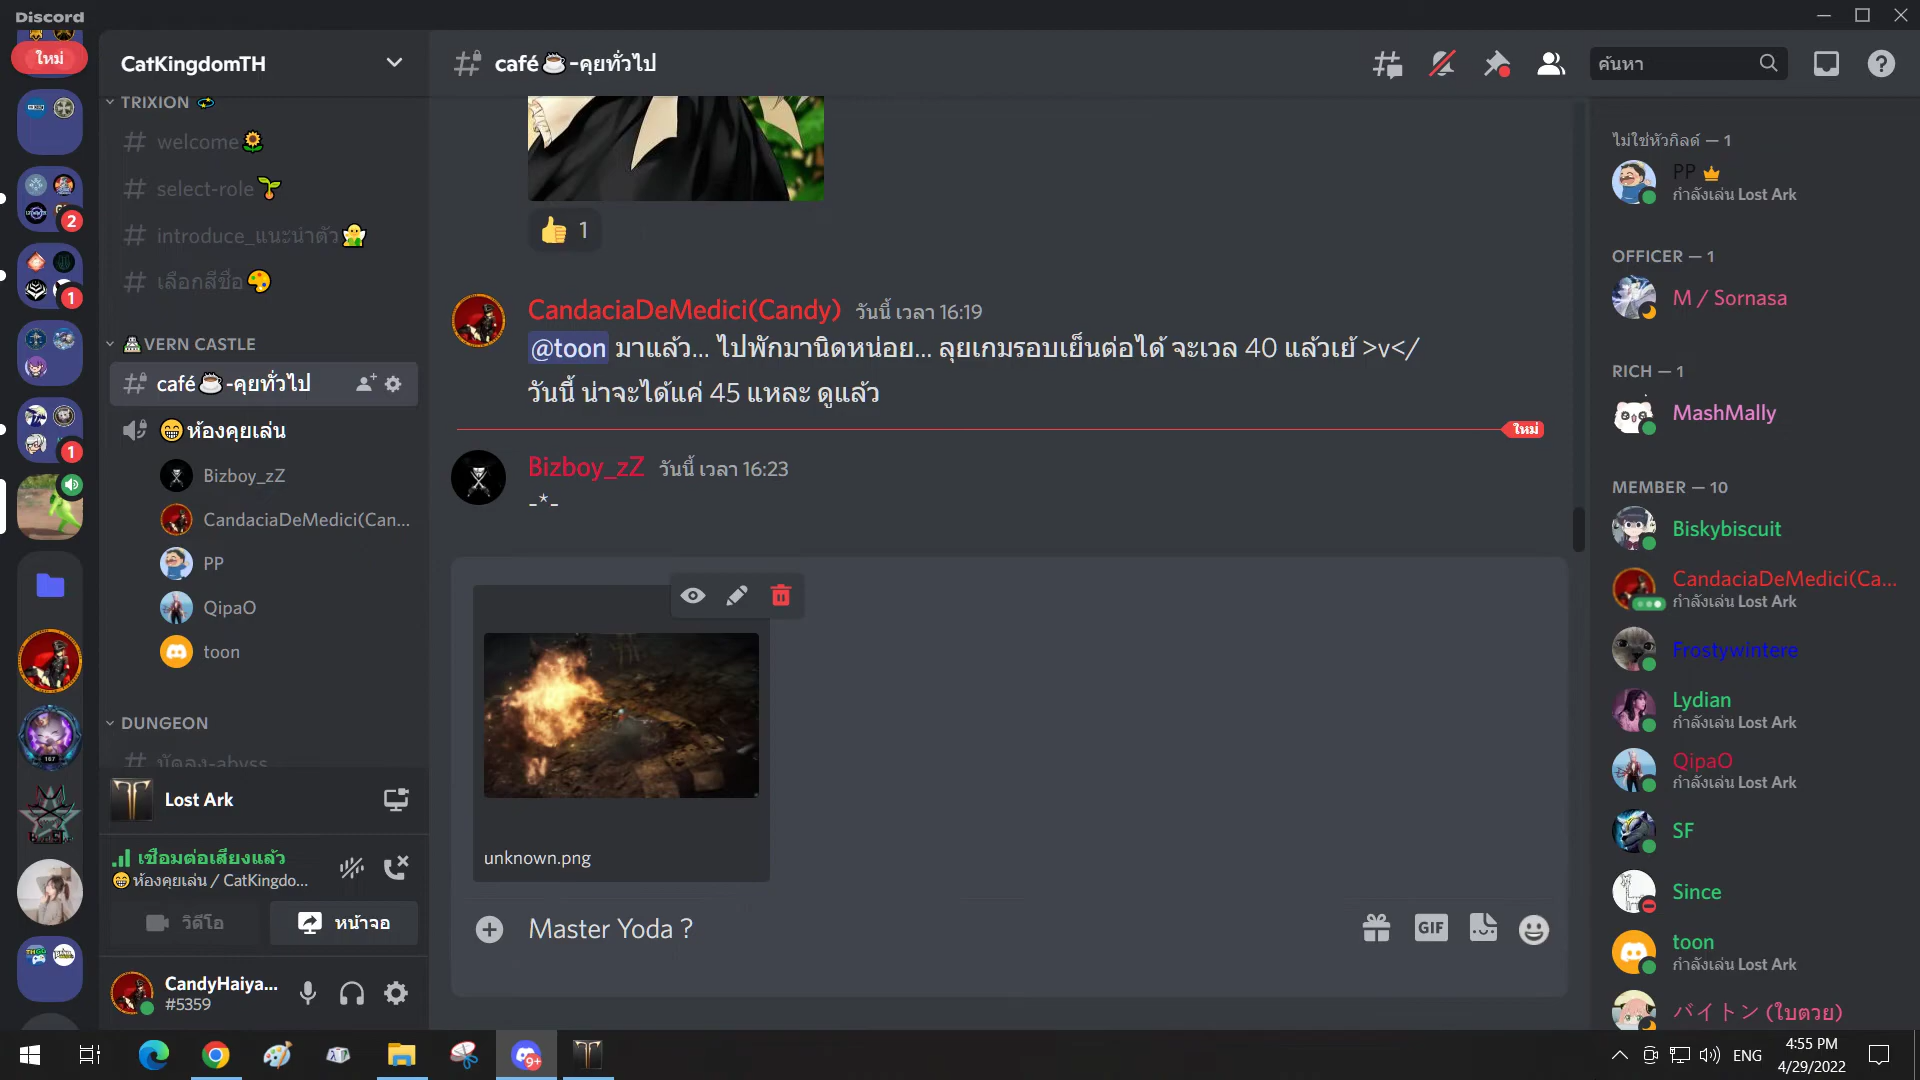 Discord
ใหม่
CatKingdomTH
café☕-คุยทั่วไป
ค้นหา
TRIXION
welcome🌻
select-role🌱
introduce_แนะนำตัว
เลือกสีชื่อ🎨
VERN CASTLE
café☕-คุยทั่วไป
😁ห้องคุยเล่น
Bizboy_zZ
CandaciaDeMedici(Can...
PP
QipaO
toon
DUNGEON
2
1
1
167
👍 1
CandaciaDeMedici(Candy) วันนี้ เวลา 16:19
@toon มาแล้ว... ไปพักมานิดหน่อย... ลุยเกมรอบเย็นต่อได้ จะเวล 40 แล้วเย้ >v</
วันนี้ น่าจะได้แค่ 45 แหละ ดูแล้ว
ใหม่
Bizboy_zZ วันนี้ เวลา 16:23
-*-
unknown.png
Master Yoda ?
GIF
ไม่ใช่หัวกิลด์ — 1
PP
กำลังเล่น Lost Ark
OFFICER — 1
M / Sornasa
RICH — 1
MashMally
MEMBER — 10
Biskybiscuit
CandaciaDeMedici(Ca...
กำลังเล่น Lost Ark
Frostywintere
Lydian
กำลังเล่น Lost Ark
QipaO
กำลังเล่น Lost Ark
SF
Since
toon
กำลังเล่น Lost Ark
バイトン (ใบตวย)
Lost Ark
เชื่อมต่อเสียงแล้ว
😁ห้องคุยเล่น / CatKingdo...
วิดีโอ
หน้าจอ
CandyHaiya...
#5359
9+
ENG
4:55 PM
4/29/2022